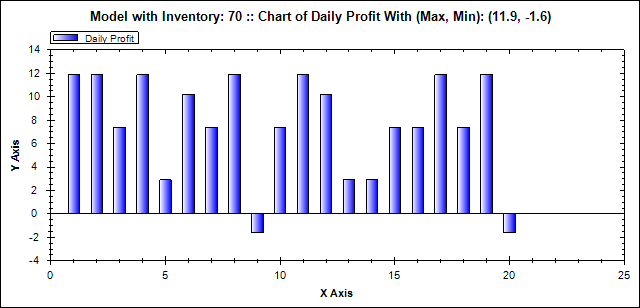 Model with Inventory: 70 :: Chart of Daily Profit With (Max, Min): (11.9, -1.6)
Daily Profit
14
12
10
8
6
4
2
0
-2
-4
Y Axis
0 5 10 15 20 25
X Axis